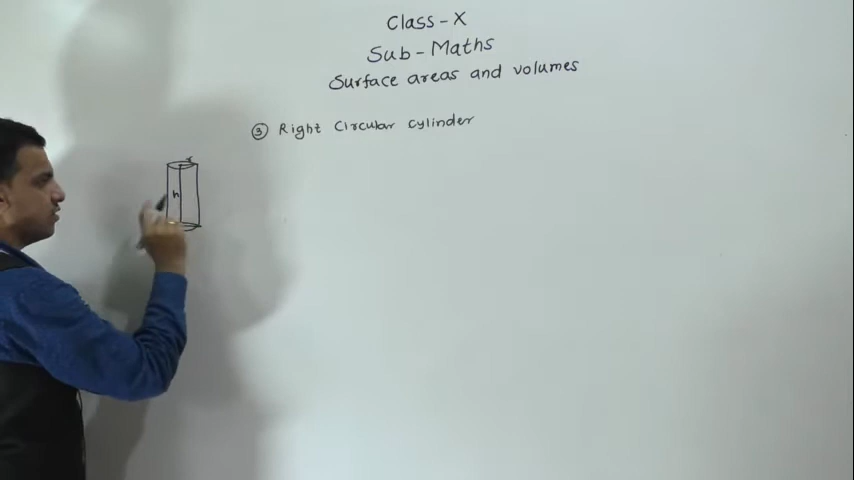 Class-X
Sub-Maths
Surface areas and volumes
③ Right Circular cylinder
r
h